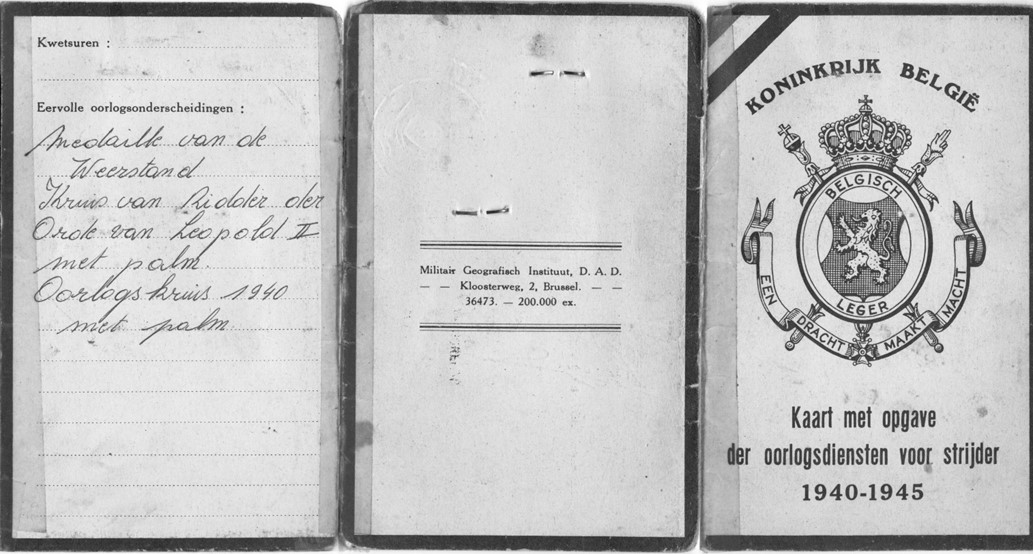 Kwetsuren :
Eervolle oorlogsonderscheidingen :
Medaille van de
Weerstand
Kruis van Ridder der
Orde van Leopold II
met palm.
Oorlogskruis 1940
met palm
Militair Geografisch Instituut, D. A. D.
— — Kloosterweg, 2, Brussel. — —
36473. — 200.000 ex.
KONINKRIJK BELGIË
BELGISCH
LEGER
EEN DRACHT MAAKT MACHT
Kaart met opgave
der oorlogsdiensten voor strijder
1940-1945